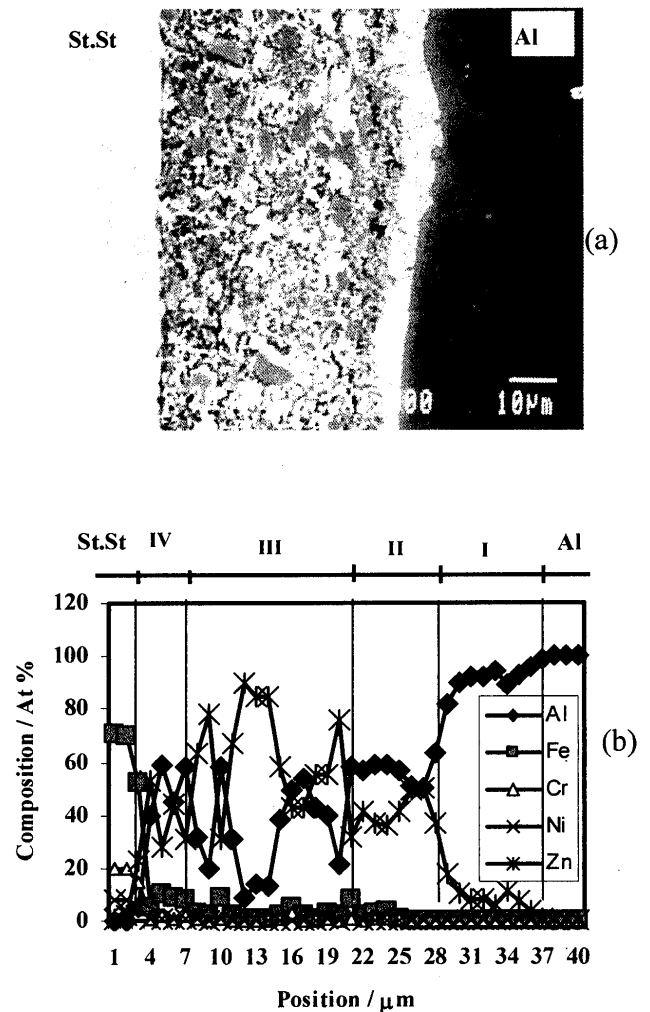 St.St
Al
(a)
00
10µm
St.St IV III II I Al
120
100
80
60
40
20
0
Composition / At %
Al
Fe
Cr
Ni
Zn
(b)
1 4 7 10 13 16 19 22 25 28 31 34 37 40
Position / µm